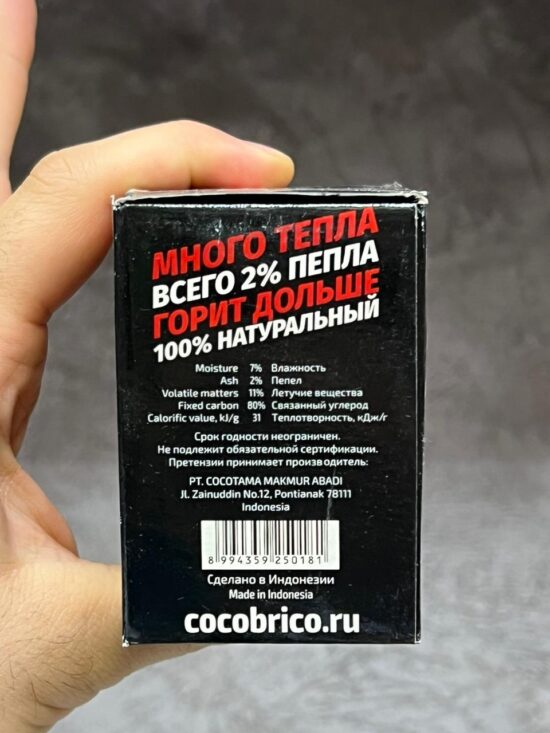 МНОГО ТЕПЛА
ВСЕГО 2% ПЕПЛА
ГОРИТ ДОЛЬШЕ
100% НАТУРАЛЬНЫЙ
Moisture 7% Влажность
Ash 2% Пепел
Volatile matters 11% Летучие вещества
Fixed carbon 80% Связанный углерод
Calorific value, kJ/g 31 Теплотворность, кДж/г
Срок годности неограничен.
Не подлежит обязательной сертификации.
Претензии принимает производитель:
PT. COCOTAMA MAKMUR ABADI
Jl. Zainuddin No.12, Pontianak 78111
Indonesia
8 994359 250181
Сделано в Индонезии
Made in Indonesia
cocobrico.ru